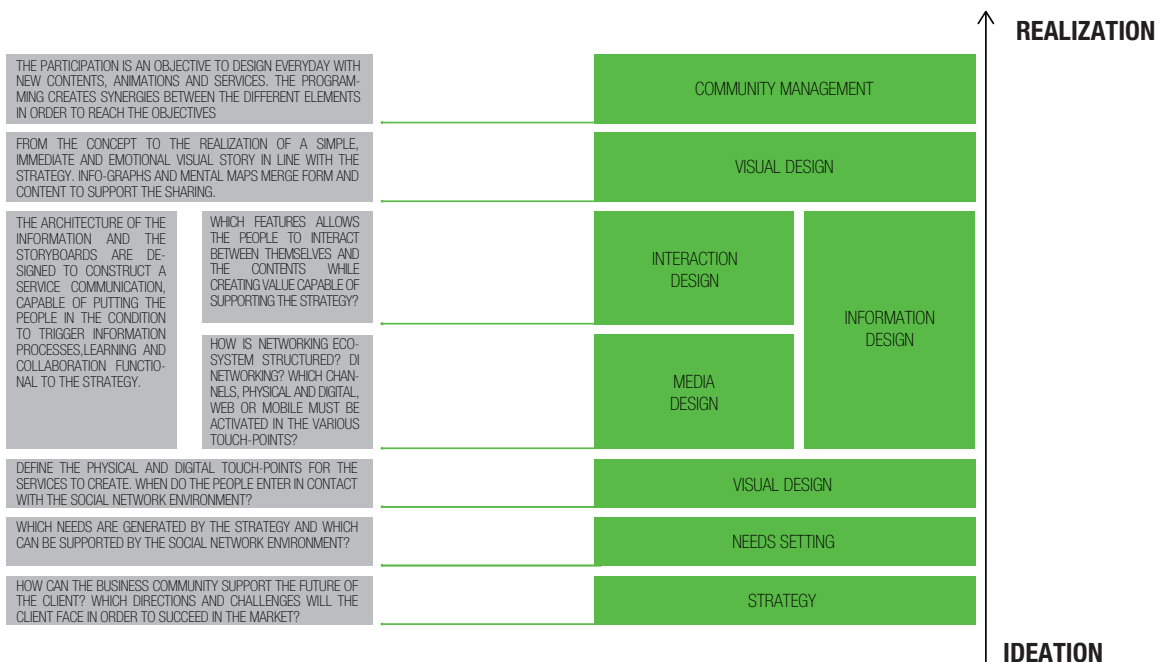 REALIZATION
THE PARTICIPATION IS AN OBJECTIVE TO DESIGN EVERYDAY WITH
NEW CONTENTS, ANIMATIONS AND SERVICES. THE PROGRAM-
MING CREATES SYNERGIES BETWEEN THE DIFFERENT ELEMENTS
IN ORDER TO REACH THE OBJECTIVES
COMMUNITY MANAGEMENT
FROM THE CONCEPT TO THE REALIZATION OF A SIMPLE,
IMMEDIATE AND EMOTIONAL VISUAL STORY IN LINE WITH THE
STRATEGY. INFO-GRAPHS AND MENTAL MAPS MERGE FORM AND
CONTENT TO SUPPORT THE SHARING.
VISUAL DESIGN
THE ARCHITECTURE OF THE
INFORMATION AND THE
STORYBOARDS ARE DE-
SIGNED TO CONSTRUCT A
SERVICE COMMUNICATION,
CAPABLE OF PUTTING THE
PEOPLE IN THE CONDITION
TO TRIGGER INFORMATION
PROCESSES,LEARNING AND
COLLABORATION FUNCTIO-
NAL TO THE STRATEGY.
WHICH FEATURES ALLOWS
THE PEOPLE TO INTERACT
BETWEEN THEMSELVES AND
THE CONTENTS WHILE
CREATING VALUE CAPABLE OF
SUPPORTING THE STRATEGY?
INTERACTION
DESIGN
INFORMATION
DESIGN
HOW IS NETWORKING ECO-
SYSTEM STRUCTURED? DI
NETWORKING? WHICH CHAN-
NELS, PHYSICAL AND DIGITAL,
WEB OR MOBILE MUST BE
ACTIVATED IN THE VARIOUS
TOUCH-POINTS?
MEDIA
DESIGN
DEFINE THE PHYSICAL AND DIGITAL TOUCH-POINTS FOR THE
SERVICES TO CREATE. WHEN DO THE PEOPLE ENTER IN CONTACT
WITH THE SOCIAL NETWORK ENVIRONMENT?
VISUAL DESIGN
WHICH NEEDS ARE GENERATED BY THE STRATEGY AND WHICH
CAN BE SUPPORTED BY THE SOCIAL NETWORK ENVIRONMENT?
NEEDS SETTING
HOW CAN THE BUSINESS COMMUNITY SUPPORT THE FUTURE OF
THE CLIENT? WHICH DIRECTIONS AND CHALLENGES WILL THE
CLIENT FACE IN ORDER TO SUCCEED IN THE MARKET?
STRATEGY
IDEATION